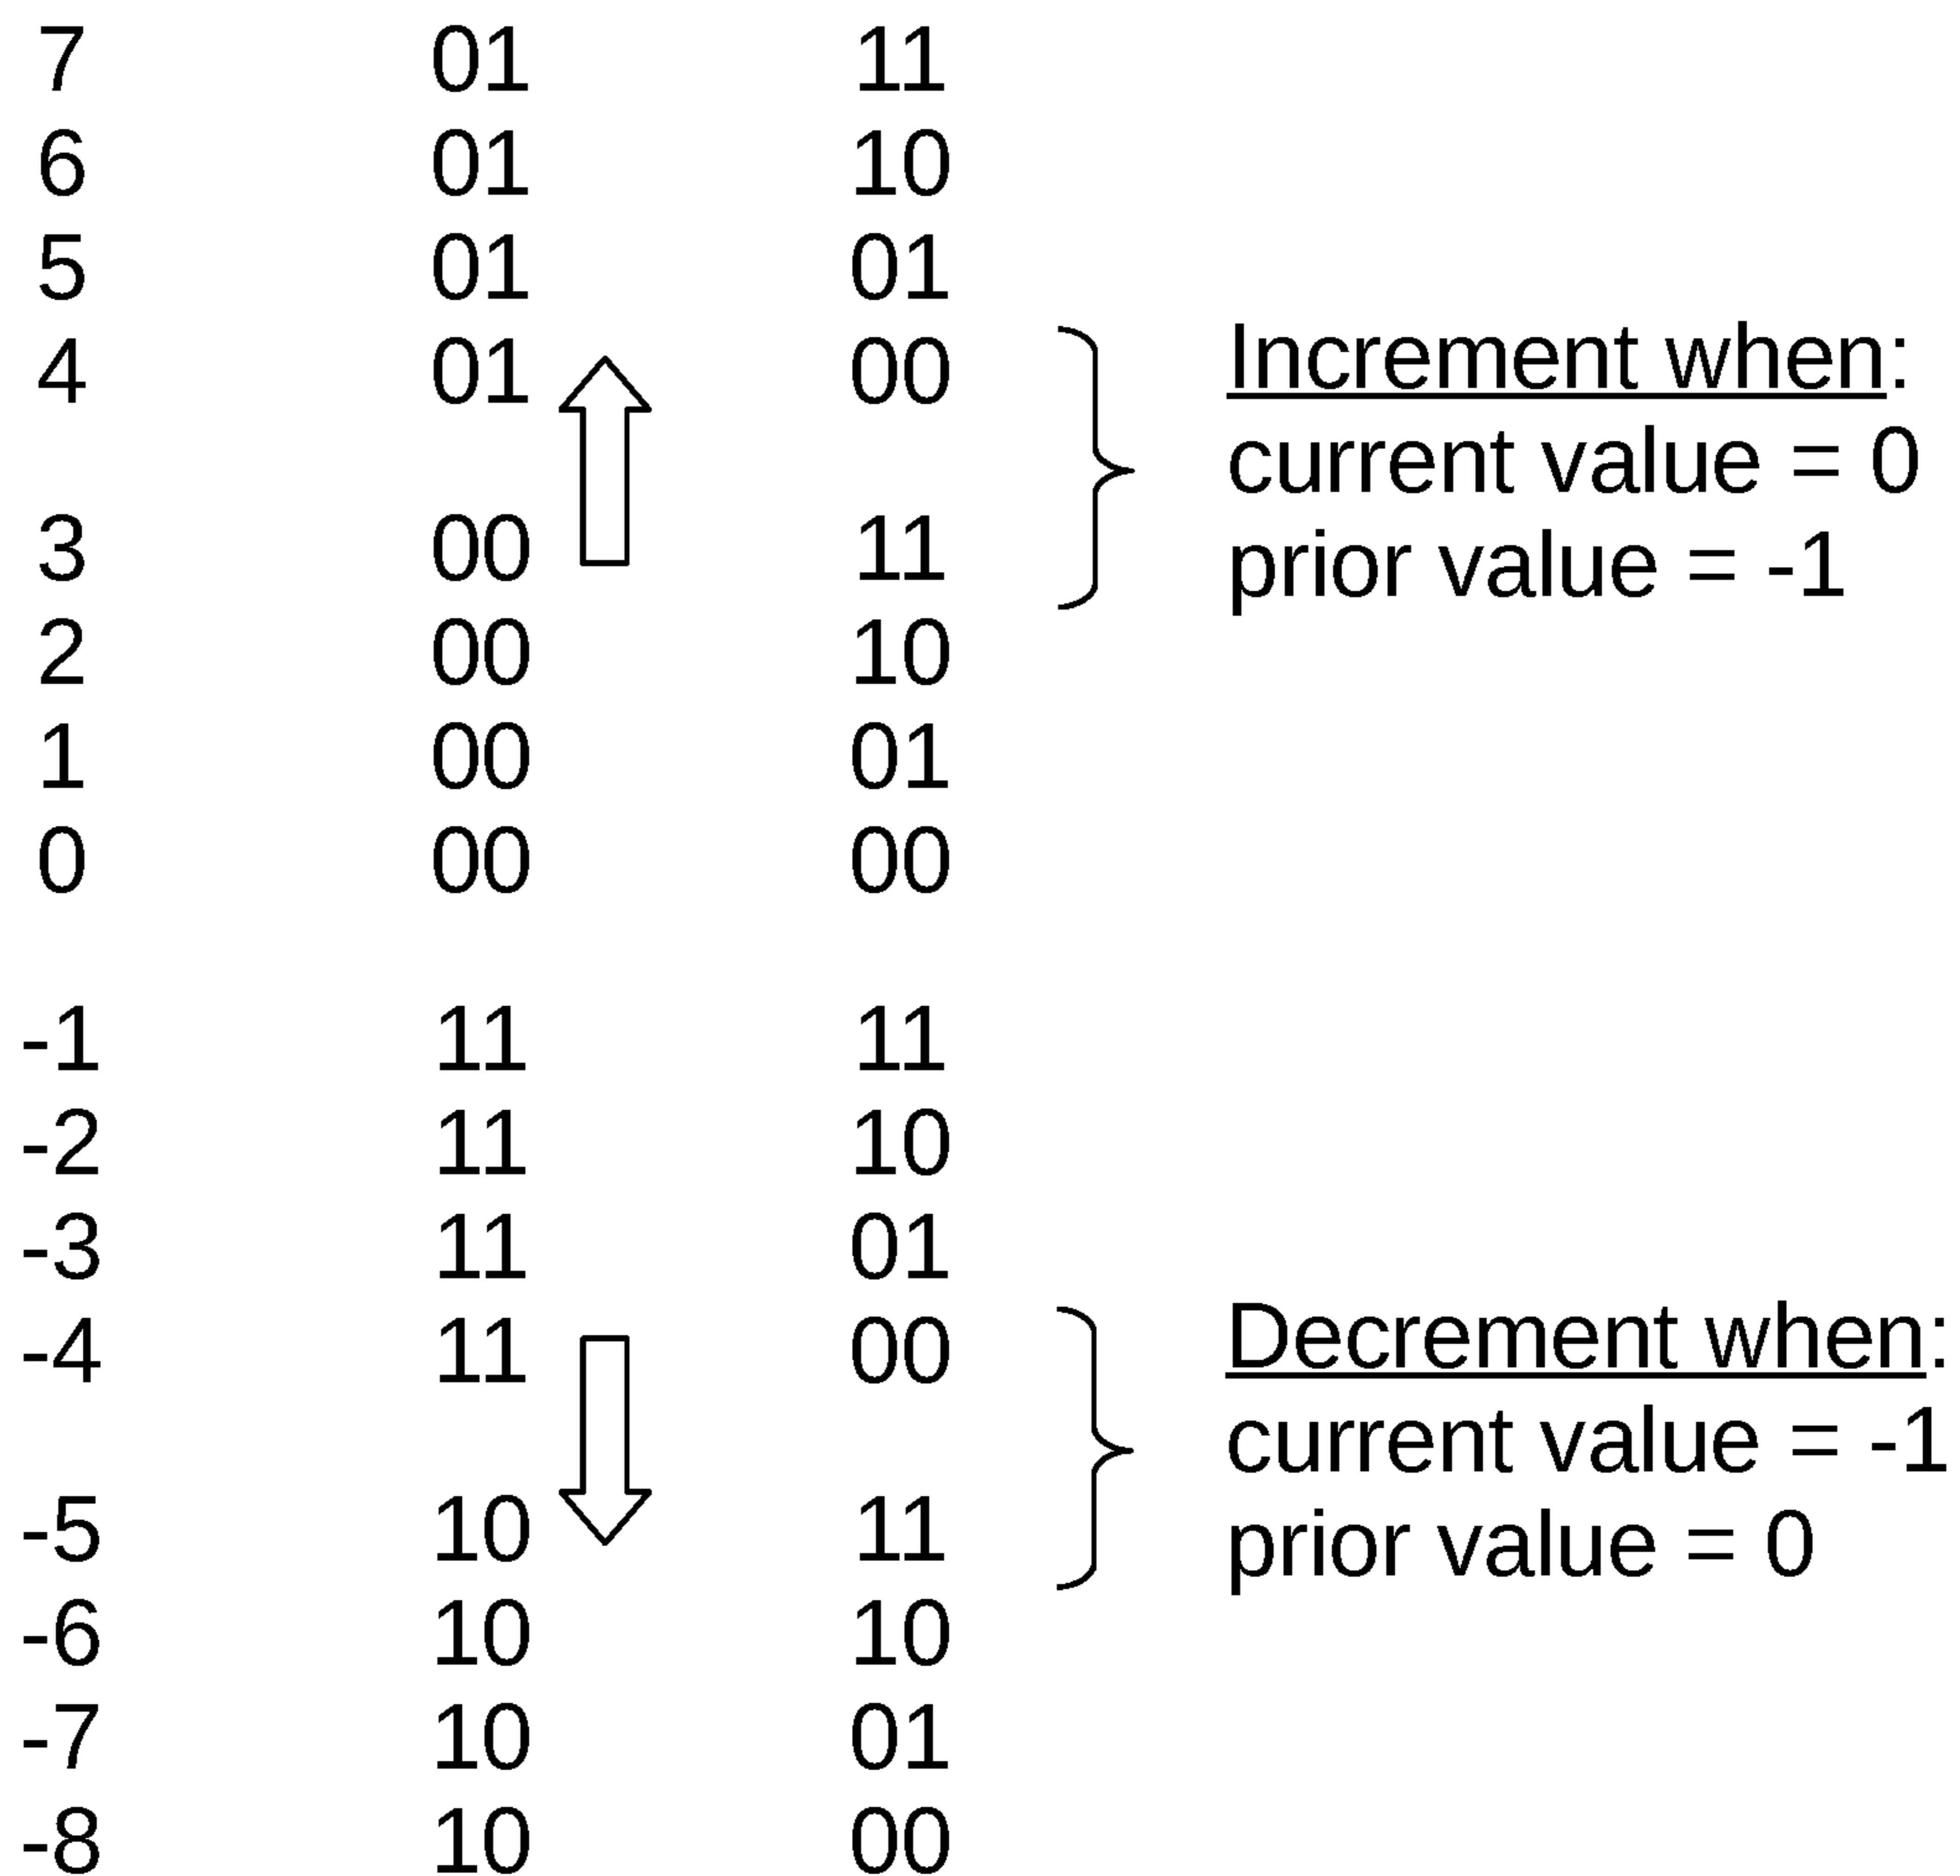 7 01 11
6 01 10
5 01 01
4 01 00 Increment when:
current value = 0
3 00 11 prior value = -1
2 00 10
1 00 01
0 00 00
-1 11 11
-2 11 10
-3 11 01
-4 11 00 Decrement when:
current value = -1
-5 10 11 prior value = 0
-6 10 10
-7 10 01
-8 10 00